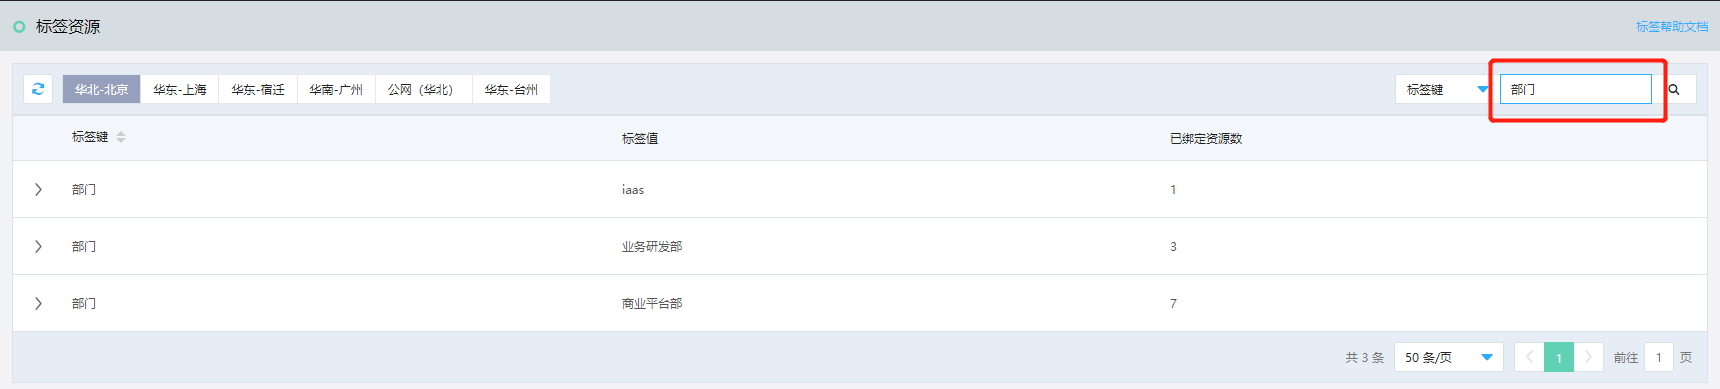 标签资源 标签帮助文档
华北-北京 华东-上海 华东-宿迁 华南-广州 公网（华北） 华东-台州 标签键 部门
标签键 标签值 已绑定资源数
部门 iaas 1
部门 业务研发部 3
部门 商业平台部 7
共 3 条 50 条/页 1 前往 1 页